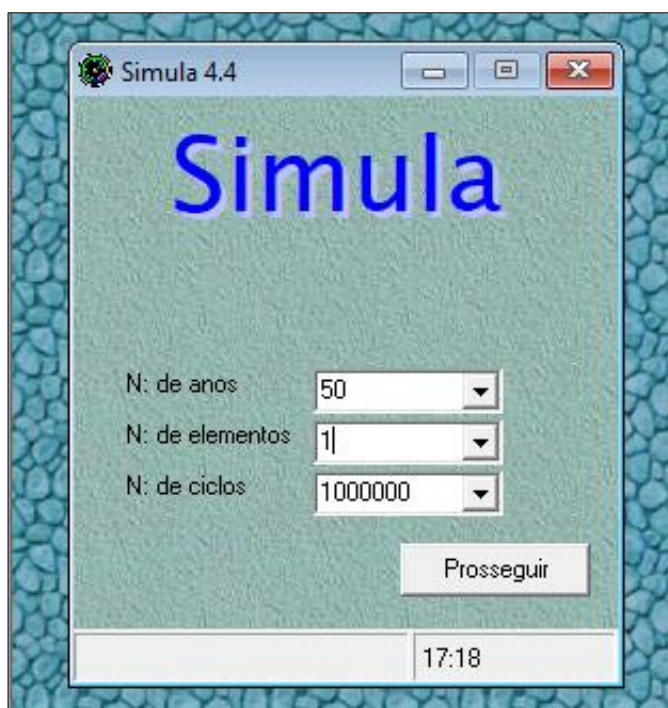 Simula 4.4
Simula
N: de anos 50
N: de elementos 1
N: de ciclos 1000000
Prosseguir
17:18